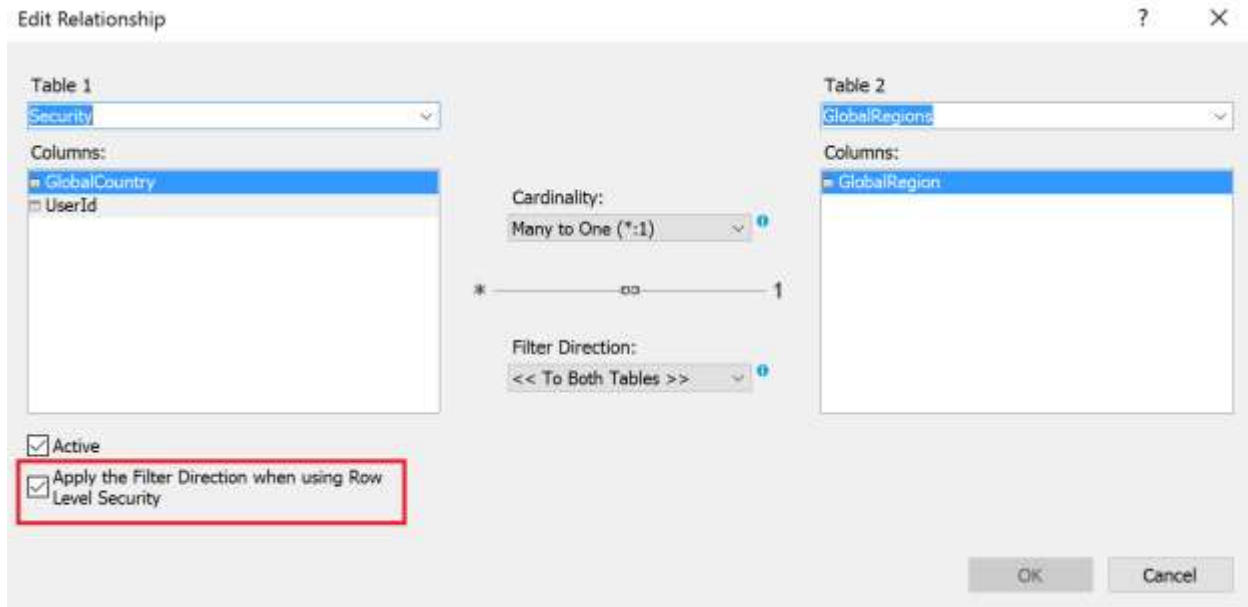 Edit Relationship
?
Table 1
Table 2
Security
GlobalRegions
Columns:
Columns:
GlobalCountry
GlobalRegion
UserId
Cardinality:
Many to One (*:1)
*
1
Filter Direction:
<< To Both Tables >>
Active
Apply the Filter Direction when using Row
Level Security
OK
Cancel